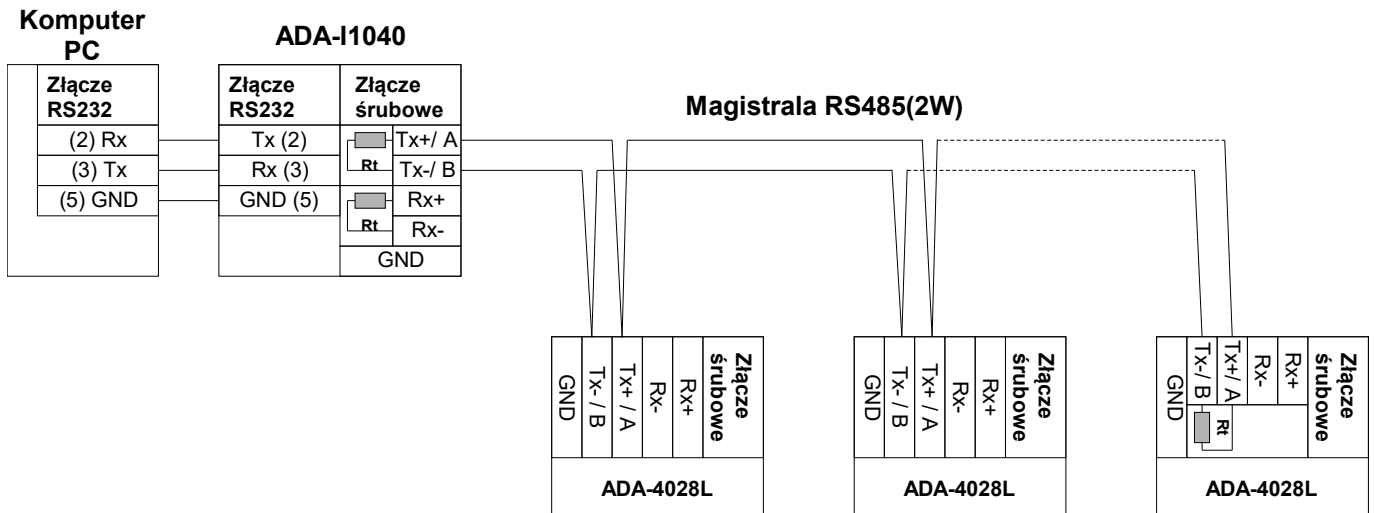 Komputer
PC
ADA-I1040
Złącze
RS232
(2) Rx
(3) Tx
(5) GND
Złącze
RS232
Tx (2)
Rx (3)
GND (5)
Złącze
śrubowe
Tx+/ A
Rt
Tx-/ B
Rx+
Rt
Rx-
GND
Magistrala RS485(2W)
GND
Tx- / B
Tx+ / A
Rx-
Rx+
Złącze
śrubowe
ADA-4028L
GND
Tx- / B
Tx+ / A
Rx-
Rx+
Złącze
śrubowe
ADA-4028L
GND
Tx-/ B
Tx+/ A
Rx-
Rx+
Złącze
śrubowe
Rt
ADA-4028L